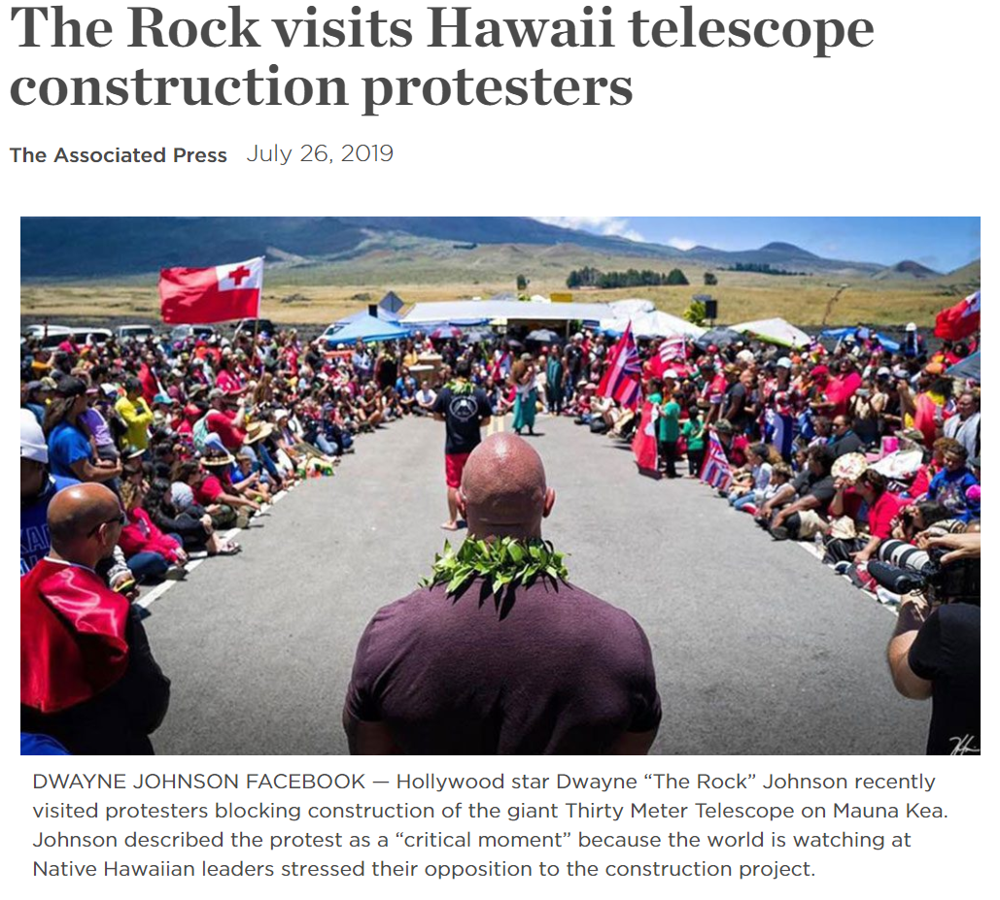 The Rock visits Hawaii telescope
construction protesters
The Associated Press July 26, 2019
DWAYNE JOHNSON FACEBOOK — Hollywood star Dwayne “The Rock” Johnson recently
visited protesters blocking construction of the giant Thirty Meter Telescope on Mauna Kea.
Johnson described the protest as a “critical moment” because the world is watching at
Native Hawaiian leaders stressed their opposition to the construction project.